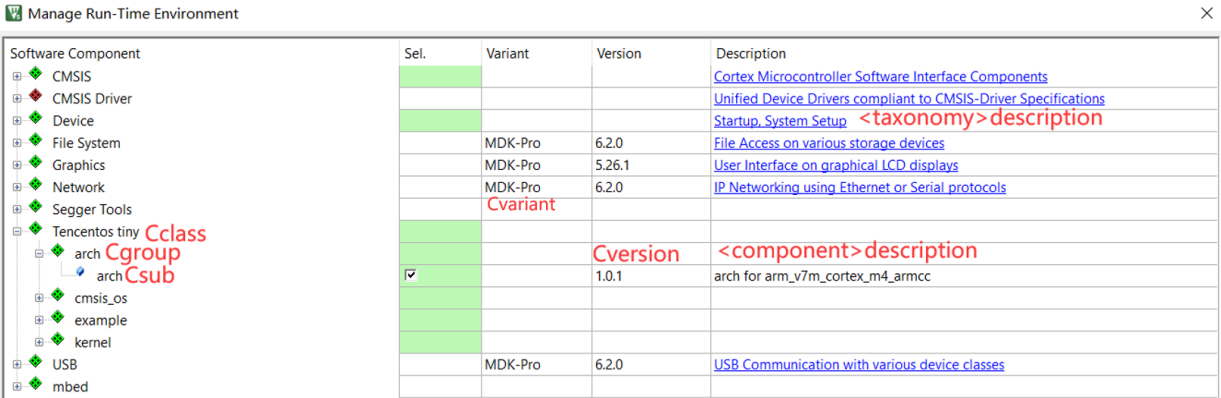 Manage Run-Time Environment
Software Component Sel. Variant Version Description
CMSIS Cortex Microcontroller Software Interface Components
CMSIS Driver Unified Device Drivers compliant to CMSIS-Driver Specifications
Device Startup, System Setup <taxonomy>description
File System MDK-Pro 6.2.0 File Access on various storage devices
Graphics MDK-Pro 5.26.1 User Interface on graphical LCD displays
Network MDK-Pro 6.2.0 IP Networking using Ethernet or Serial protocols
Segger Tools Cvariant
Tencentos tiny Cclass
arch Cgroup Cversion <component>description
arch Csub 1.0.1 arch for arm_v7m_cortex_m4_armcc
cmsis_os
example
kernel
USB MDK-Pro 6.2.0 USB Communication with various device classes
mbed